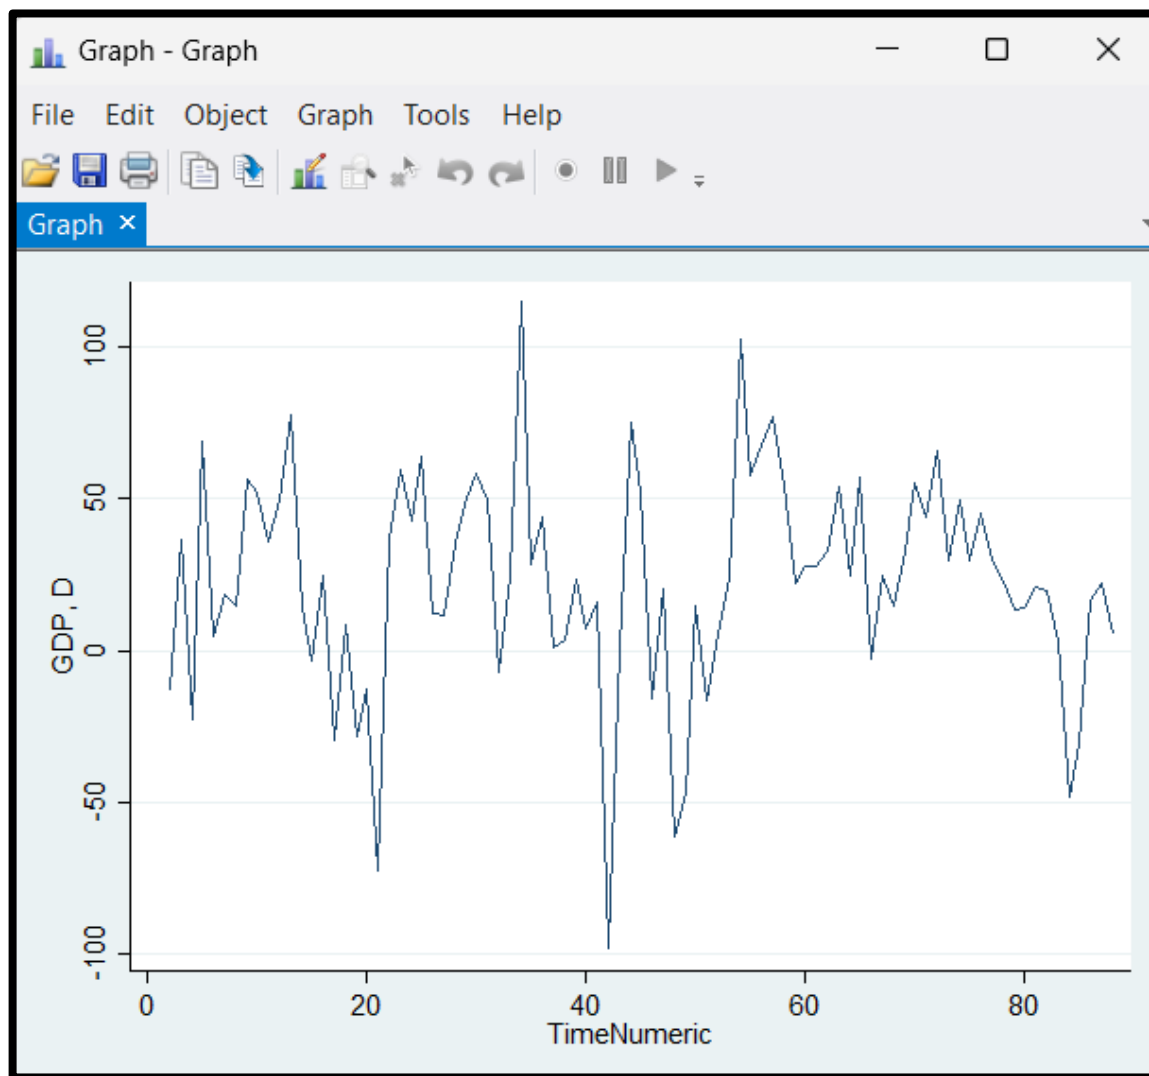 Graph - Graph
File Edit Object Graph Tools Help
Graph ×
100
50
0
-50
-100
GDP, D
0 20 40 60 80
TimeNumeric